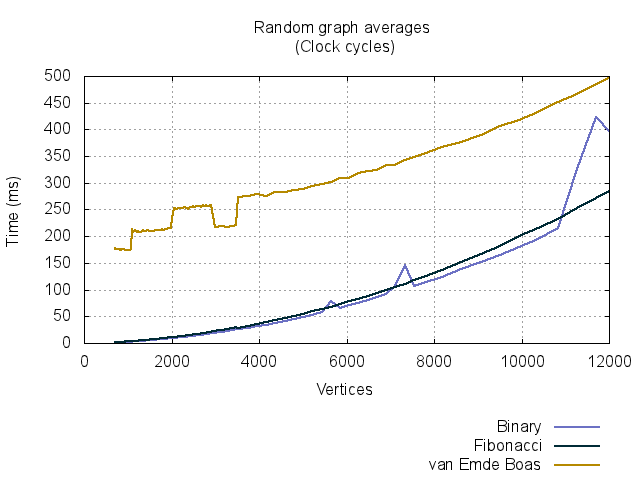 Random graph averages
(Clock cycles)
500
450
400
350
300
250
200
150
100
50
0
Time (ms)
0 2000 4000 6000 8000 10000 12000
Vertices
Binary
Fibonacci
van Emde Boas